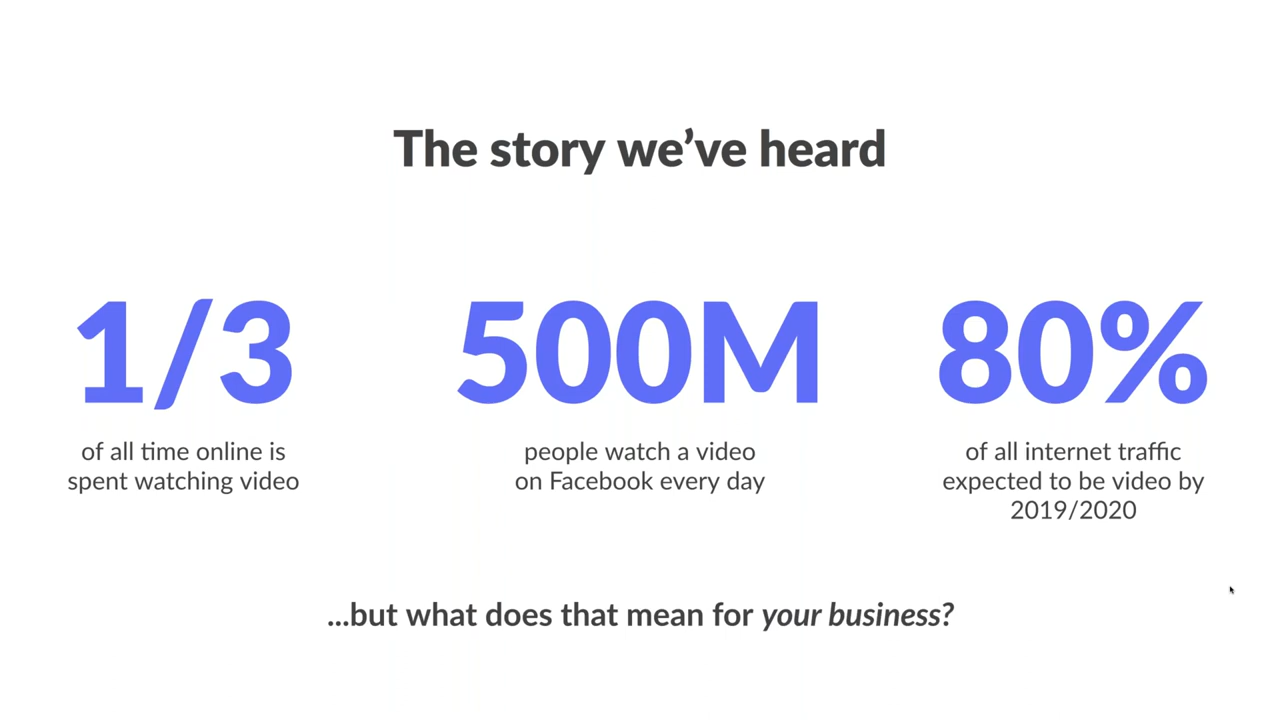 The story we’ve heard
1/3
of all time online is
spent watching video
500M
people watch a video
on Facebook every day
80%
of all internet traffic
expected to be video by
2019/2020
...but what does that mean for your business?